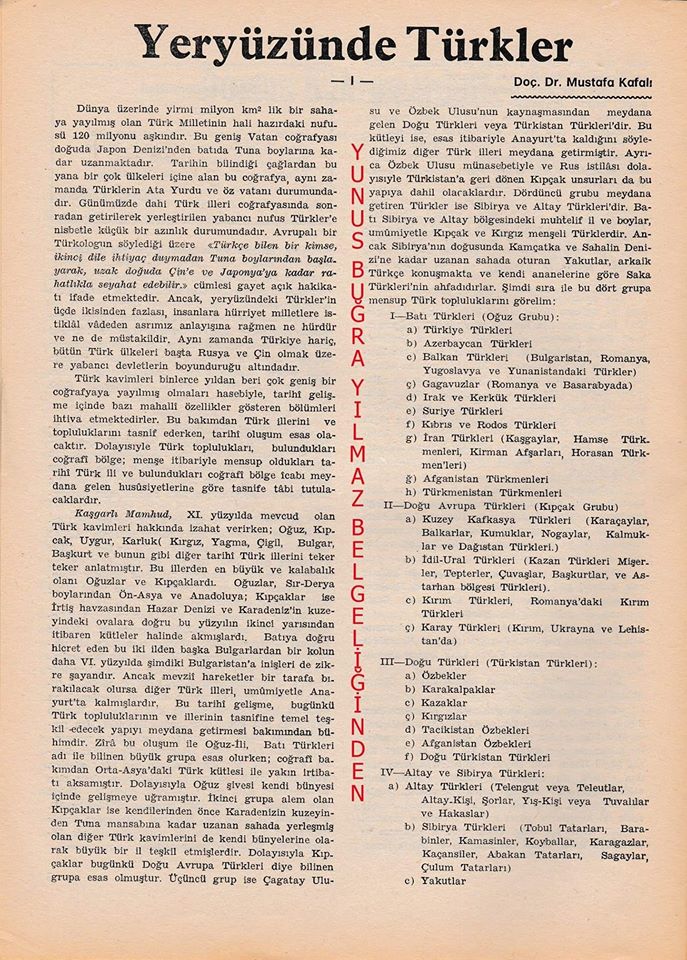 Yeryüzünde Türkler
— I —
Doç. Dr. Mustafa Kafalı
Dünya üzerinde yirmi milyon km² lik bir saha-
ya yayılmış olan Türk Milletinin hali hazırdaki nufu-
sü 120 milyonu aşkındır. Bu geniş Vatan coğrafyası
doğuda Japon Denizi'nden batıda Tuna boylarına ka-
dar uzanmaktadır. Tarihin bilindiği çağlardan bu
yana bir çok ülkeleri içine alan bu coğrafya, aynı za-
manda Türklerin Ata Yurdu ve öz vatanı durumunda-
dır. Günümüzde dahi Türk illeri coğrafyasında son-
radan getirilerek yerleştirilen yabancı nufus Türkler'e
nisbetle küçük bir azınlık durumundadır. Avrupalı bir
Türkologun söylediği üzere «Türkçe bilen bir kimse,
ikinci dile ihtiyaç duymadan Tuna boylarından başla-
yarak, uzak doğuda Çin'e ve Japonya'ya kadar ra-
hatlıkla seyahat edebilir.» cümlesi gayet açık hakika-
tı ifade etmektedir. Ancak, yeryüzündeki Türkler'in
üçde ikisinden fazlası, insanlara hürriyet milletlere is-
tiklâl vâdeden asrımız anlayışına rağmen ne hürdür
ve ne de müstakildir. Aynı zamanda Türkiye hariç,
bütün Türk ülkeleri başta Rusya ve Çin olmak üze-
re yabancı devletlerin boyunduruğu altındadır.
Türk kavimleri binlerce yıldan beri çok geniş bir
coğrafyaya yayılmış olmaları hasebiyle, tarihî geliş-
me içinde bazı mahalli özellikler gösteren bölümleri
ihtiva etmektedirler. Bu bakımdan Türk illerini ve
topluluklarını tasnif ederken, tarihî oluşum esas ola-
caktır. Dolayısiyle Türk toplulukları, bulundukları
coğrafî bölge; menşe itibariyle mensup oldukları ta-
rihî Türk ili ve bulundukları coğrafî bölge icabı mey-
dana gelen husûsiyetlerine göre tasnife tâbi tutula-
caklardır.
Kaşgarlı Mamhud, XI. yüzyılda mevcud olan
Türk kavimleri hakkında izahat verirken; Oğuz, Kıp-
cak, Uygur, Karluk( Kırgız, Yagma, Çigil, Bulgar,
Başkurt ve bunun gibi diğer tarihî Türk illerini teker
teker anlatmıştır. Bu illerden en büyük ve kalabalık
olanı Oğuzlar ve Kıpçaklardı. Oğuzlar, Sır-Derya
boylarından Ön-Asya ve Anadoluya; Kıpçaklar ise
İrtiş havzasından Hazar Denizi ve Karadeniz'in kuze-
yindeki ovalara doğru bu yüzyılın ikinci yarısından
itibaren kütleler halinde akmışlardı. Batıya doğru
hicret eden bu iki ilden başka Bulgarlardan bir kolun
daha VI. yüzyılda şimdiki Bulgaristan'a inişleri de zik-
re şayandır. Ancak mevziî hareketler bir tarafa bı-
rakılacak olursa diğer Türk illeri, umûmiyetle Ana-
yurt'ta kalmışlardır. Bu tarihî gelişme, bugünkü
Türk topluluklarının ve illerinin tasnifine temel teş-
kil edecek yapıyı meydana getirmesi bakımından bü-
himdir. Zîrâ bu oluşum ile Oğuz-İli, Batı Türkleri
adı ile bilinen büyük grup esas olurken; coğrafî ba-
kımdan Orta-Asya'daki Türk kütlesi ile yakın irtiba-
tı aksamıştır. Dolayısiyla Oğuz şivesi kendi bünyesi
içinde gelişmeye uğramıştır. İkinci grupa alem olan
Kıpçaklar ise kendilerinden önce Karadenizin kuzeyin-
den Tuna mansabına kadar uzanan sahada yerleşmiş
olan diğer Türk kavimlerini de kendi bünyelerine ola-
rak büyük bir il teşkil etmişlerdir. Dolayısiyle Kıp-
çaklar bugünkü Doğu Avrupa Türkleri diye bilinen
grupa esas olmuştur. Üçüncü grup ise Çagatay Ulu-
YUNUS BUĞRA YILMAZ BELGELİĞİNDEN
su ve Özbek Ulusu'nun kaynaşmasından meydana
gelen Doğu Türkleri veya Türkistan Türkleri'dir. Bu
kütleyi ise, esas itibariyle Anayurt'ta kaldığını söyle-
diğimiz diğer Türk illeri meydana getirmiştir. Ayrı-
ca Özbek Ulusu münasebetiyle ve Rus istilâsı dola-
yısiyle Türkistan'a geri dönen Kıpçak unsurları da bu
yapıya dahil olacaklardır. Dördüncü grubu meydana
getiren Türkler ise Sibirya ve Altay Türkleri'dir. Ba-
tı Sibirya ve Altay bölgesindeki muhtelif il ve boylar,
umûmiyetle Kıpçak ve Kırgız menşeli Türklerdir. An-
cak Sibirya'nın doğusunda Kamçatka ve Sahalin Deni-
zi'ne kadar uzanan sahada oturan Yakutlar, arkaik
Türkçe konuşmakta ve kendi ananelerine göre Saka
Türkleri'nin ahfadıdırlar. Şimdi sıra ile bu dört grupa
mensup Türk topluluklarını görelim:
I—Batı Türkleri (Oğuz Grubu):
a) Türkiye Türkleri
b) Azerbaycan Türkleri
c) Balkan Türkleri (Bulgaristan, Romanya,
Yugoslavya ve Yunanistandaki Türkler)
ç) Gagavuzlar (Romanya ve Basarabyada)
d) Irak ve Kerkük Türkleri
e) Suriye Türkleri
f) Kıbrıs ve Rodos Türkleri
g) İran Türkleri (Kaşgaylar, Hamse Türk-
menleri, Kirman Afşarları, Horasan Türk-
men'leri)
ğ) Afganistan Türkmenleri
h) Türkmenistan Türkmenleri
II—Doğu Avrupa Türkleri (Kıpçak Grubu)
a) Kuzey Kafkasya Türkleri (Karaçaylar,
Balkarlar, Kumuklar, Nogaylar, Kalmuk-
lar ve Dağıstan Türkleri.)
b) İdil-Ural Türkleri (Kazan Türkleri Mişer-
ler, Tepterler, Çuvaşlar, Başkurtlar, ve As-
tarhan bölgesi Türkleri).
c) Kırım Türkleri, Romanya'daki Kırım
Türkleri
ç) Karay Türkleri (Kırım, Ukrayna ve Lehis-
tan'da)
III—Doğu Türkleri (Türkistan Türkleri):
a) Özbekler
b) Karakalpaklar
c) Kazaklar
ç) Kırgızlar
d) Tacikistan Özbekleri
e) Afganistan Özbekleri
f) Doğu Türkistan Türkleri
IV—Altay ve Sibirya Türkleri:
a) Altay Türkleri (Telengut veya Teleutlar,
Altay-Kişi, Şorlar, Yış-Kişi veya Tuvalılar
ve Hakaslar)
b) Sibirya Türkleri (Tobul Tatarları, Bara-
binler, Kamasinler, Koyballar, Karagazlar,
Kaçansiler, Abakan Tatarları, Sagaylar,
Çulum Tatarları)
c) Yakutlar